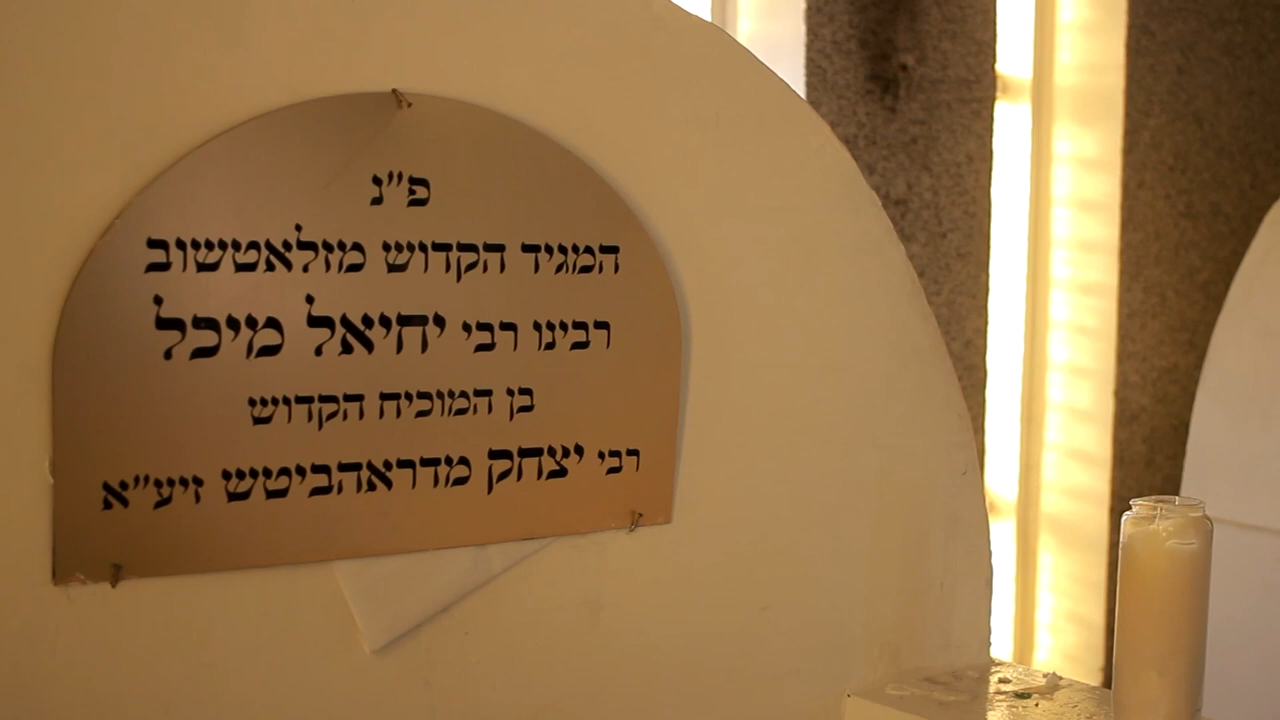 פ"נ
המגיד הקדוש מזלאטשוב
רבינו רבי יחיאל מיכל
בן המוכיח הקדוש
רבי יצחק מדראהביטש זיע"א